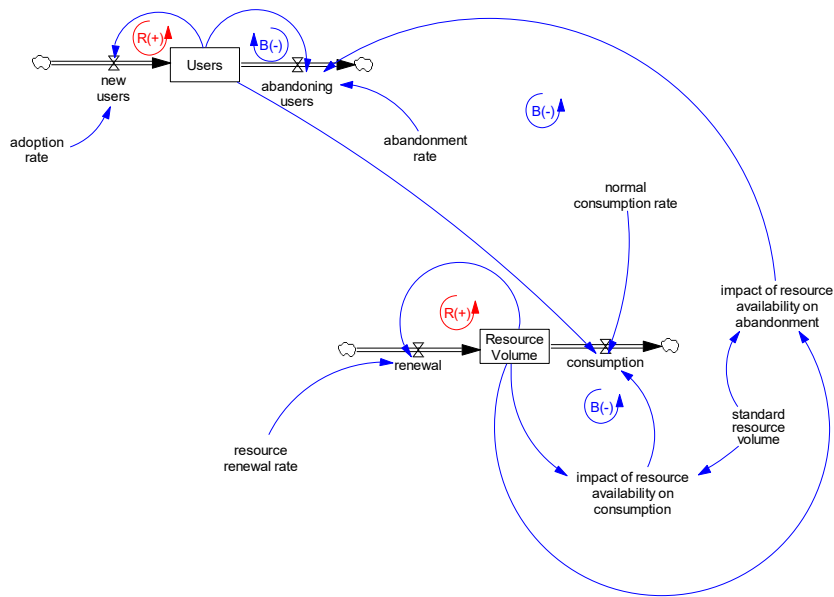 R(+)
B(-)
Users
new
users
abandoning
users
adoption
rate
abandonment
rate
B(-)
normal
consumption rate
impact of resource
availability on
abandonment
R(+)
Resource
Volume
renewal
consumption
B(-)
standard
resource
volume
resource
renewal rate
impact of resource
availability on
consumption